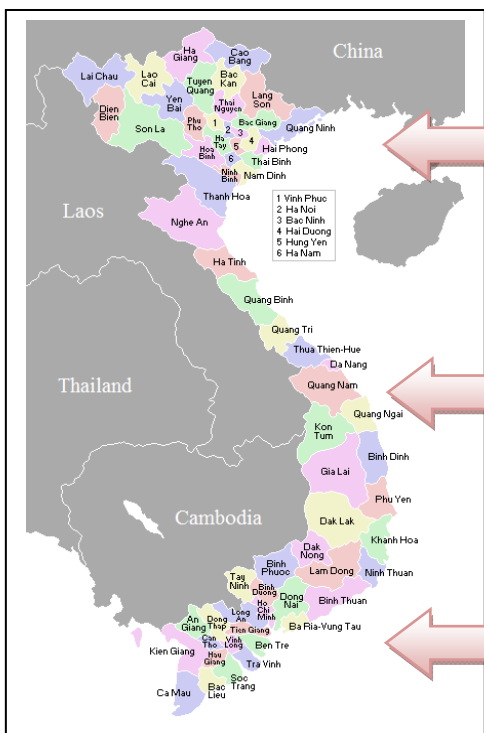 China
Ha
Giang
Cao
Bang
Lai Chau
Lao
Cai
Bao
Kan
Tuyen
Quang
Yen
Bai
Thai
Nguyen
Lang
Son
Dien
Bien
Son La
Phu
Tho
1
2
3
4
5
6
Bac Giang
Quang Ninh
Ha
Tay
Hoa
Binh
Hai Phong
Thai Binh
Ninh
Binh
Nam Dinh
Thanh Hoa
1 Vinh Phuc
2 Ha Noi
3 Bac Ninh
4 Hai Duong
5 Hung Yen
6 Ha Nam
Laos
Nghe An
Ha Tinh
Quang Binh
Quang Tri
Thua Thien-Hue
Da Nang
Thailand
Quang Nam
Quang Ngai
Kon
Tum
Binh Dinh
Gia Lai
Phu Yen
Cambodia
Dak Lak
Khanh Hoa
Dak
Nong
Binh
Phuoc
Lam Dong
Ninh Thuan
Tay
Ninh
Binh
Duong
Dong
Nai
Binh Thuan
Ho
Chi
Minh
Long
An
Ba Ria-Vung Tau
An
Giang
Dong
Thap
Tien Giang
Can
Tho
Vinh
Long
Ben Tre
Kien Giang
Hau
Giang
Tra Vinh
Soc
Trang
Ca Mau
Bac
Lieu